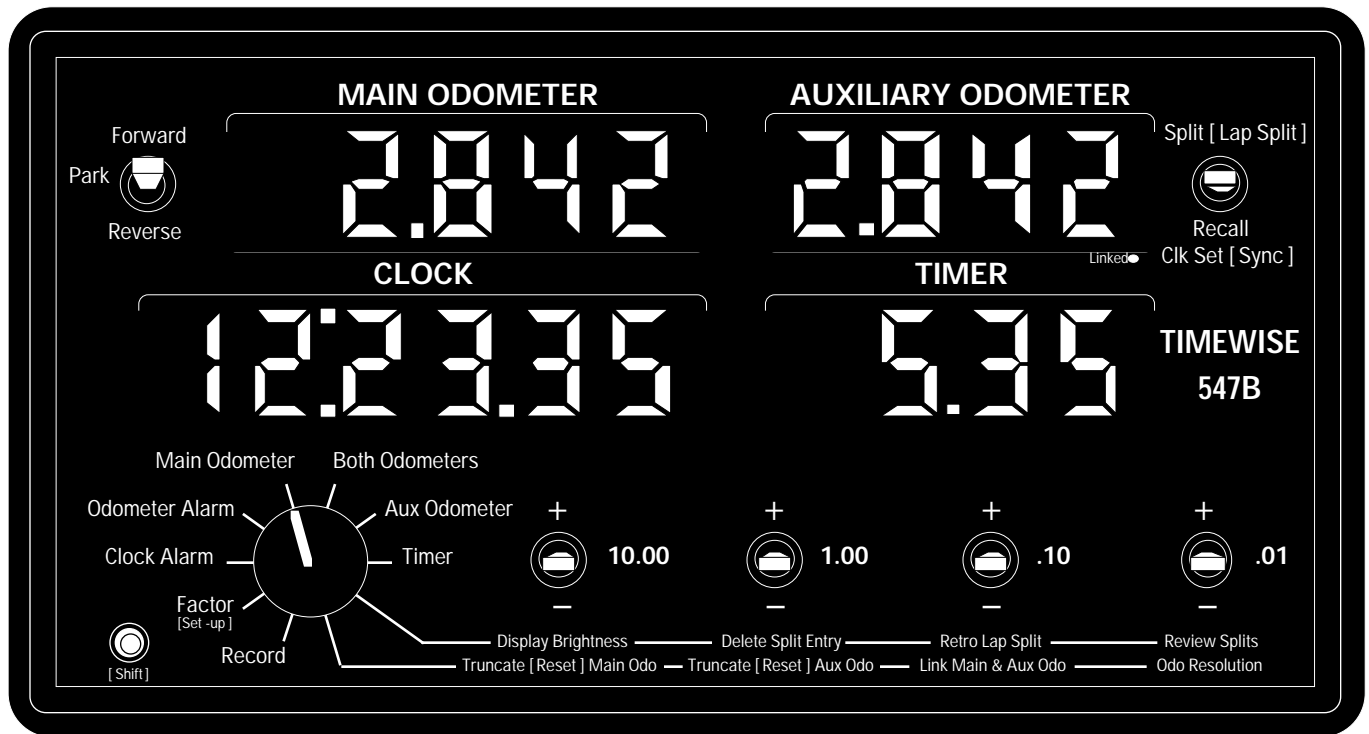 MAIN ODOMETER
AUXILIARY ODOMETER
Forward
Park
Reverse
2.842
2.842
Split [ Lap Split ]
Recall
Clk Set [ Sync ]
Linked
CLOCK
TIMER
12:23.35
5.35
TIMEWISE
547B
Main Odometer
Both Odometers
Odometer Alarm
Aux Odometer
Clock Alarm
Timer
Factor
[Set -up ]
Record
[ Shift ]
+
+
+
+
10.00
1.00
.10
.01
–
–
–
–
Display Brightness
Delete Split Entry
Retro Lap Split
Review Splits
Truncate [ Reset ] Main Odo
Truncate [ Reset ] Aux Odo
Link Main & Aux Odo
Odo Resolution